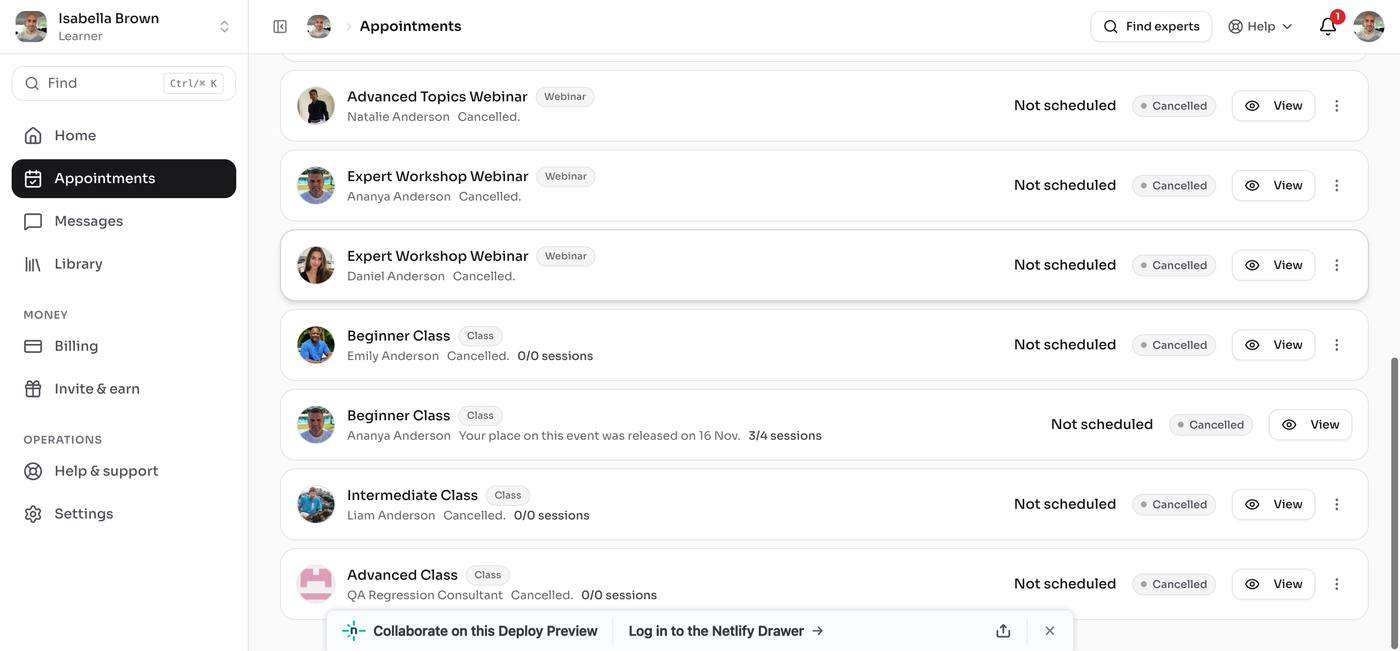 Isabella Brown
Learner
Appointments
Find experts
Help
1
Find
Ctrl/⌘ K
Home
Appointments
Messages
Library
MONEY
Billing
Invite & earn
OPERATIONS
Help & support
Settings
Advanced Topics Webinar Webinar
Natalie Anderson Cancelled.
Not scheduled Cancelled View
Expert Workshop Webinar Webinar
Ananya Anderson Cancelled.
Not scheduled Cancelled View
Expert Workshop Webinar Webinar
Daniel Anderson Cancelled.
Not scheduled Cancelled View
Beginner Class Class
Emily Anderson Cancelled. 0/0 sessions
Not scheduled Cancelled View
Beginner Class Class
Ananya Anderson Your place on this event was released on 16 Nov. 3/4 sessions
Not scheduled Cancelled View
Intermediate Class Class
Liam Anderson Cancelled. 0/0 sessions
Not scheduled Cancelled View
Advanced Class Class
QA Regression Consultant Cancelled. 0/0 sessions
Not scheduled Cancelled View
Collaborate on this Deploy Preview
Log in to the Netlify Drawer →